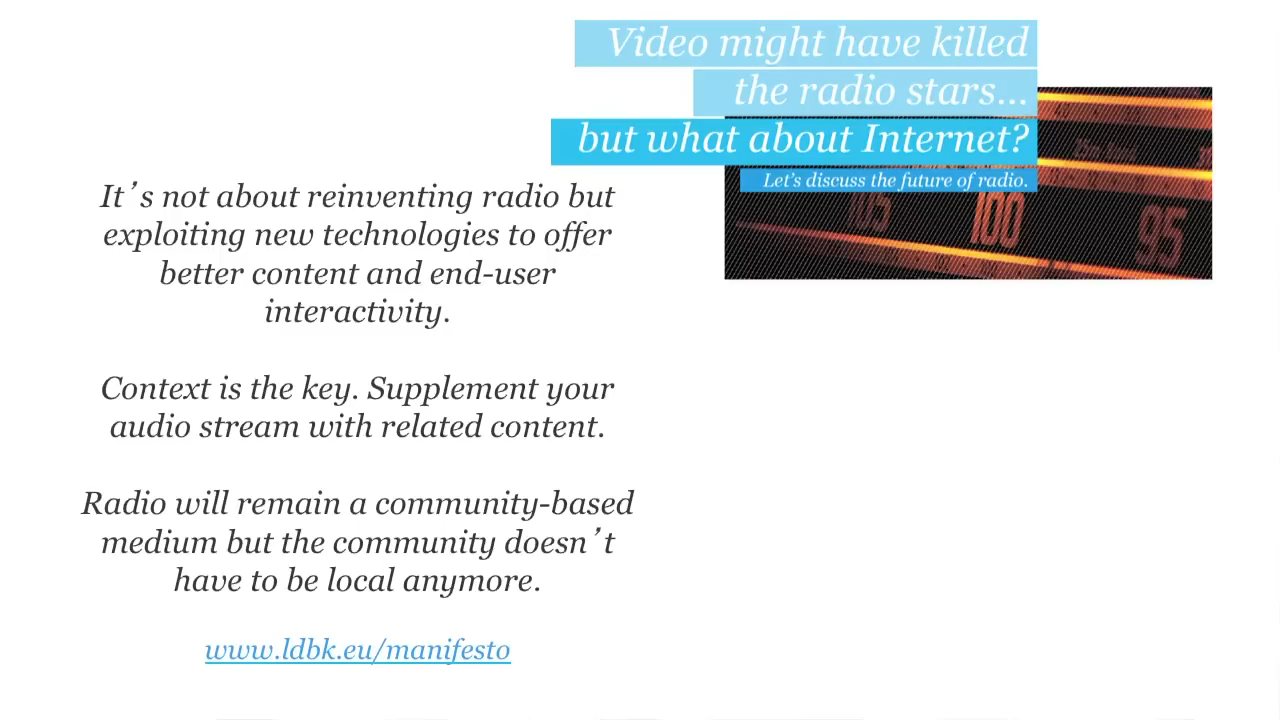 Video might have killed
the radio stars...
but what about Internet?
Let's discuss the future of radio.
105
100
95
It’s not about reinventing radio but
exploiting new technologies to offer
better content and end-user
interactivity.
Context is the key. Supplement your
audio stream with related content.
Radio will remain a community-based
medium but the community doesn’t
have to be local anymore.
www.ldbk.eu/manifesto